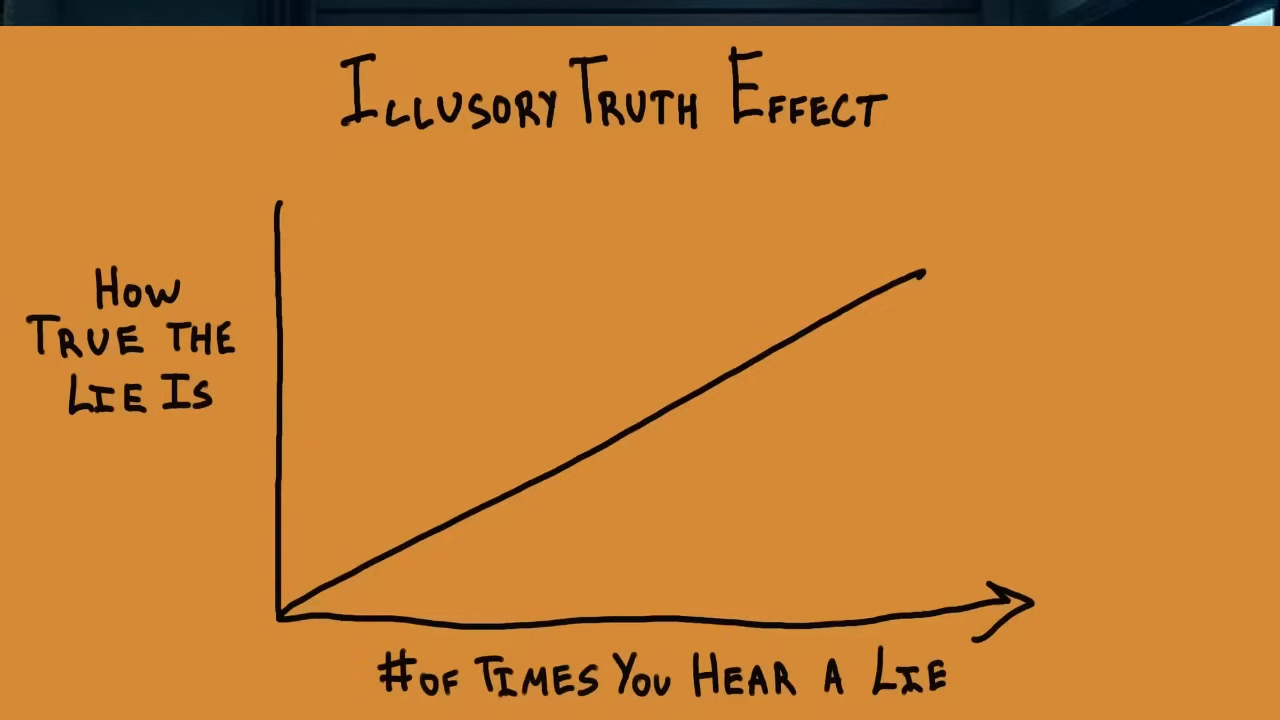 ILLUSORY TRUTH EFFECT
HOW
TRUE THE
LIE IS
# OF TIMES YOU HEAR A LIE